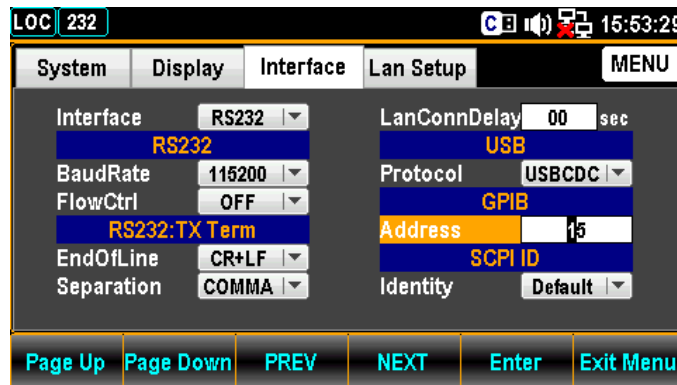 LOC 232 C 15:53:29
System Display Interface Lan Setup MENU
Interface RS232
RS232
BaudRate 115200
FlowCtrl OFF
RS232:TX Term
EndOfLine CR+LF
Separation COMMA
LanConnDelay 00 sec
USB
Protocol USBCDC
GPIB
Address 15
SCPI ID
Identity Default
Page Up Page Down PREV NEXT Enter Exit Menu